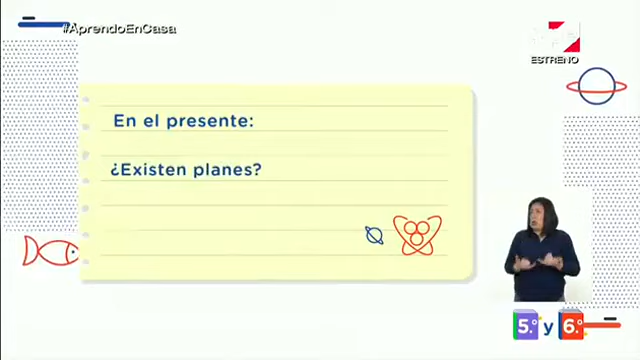 #AprendoEnCasa
ESTRENO
En el presente:
¿Existen planes?
5.° y 6.°